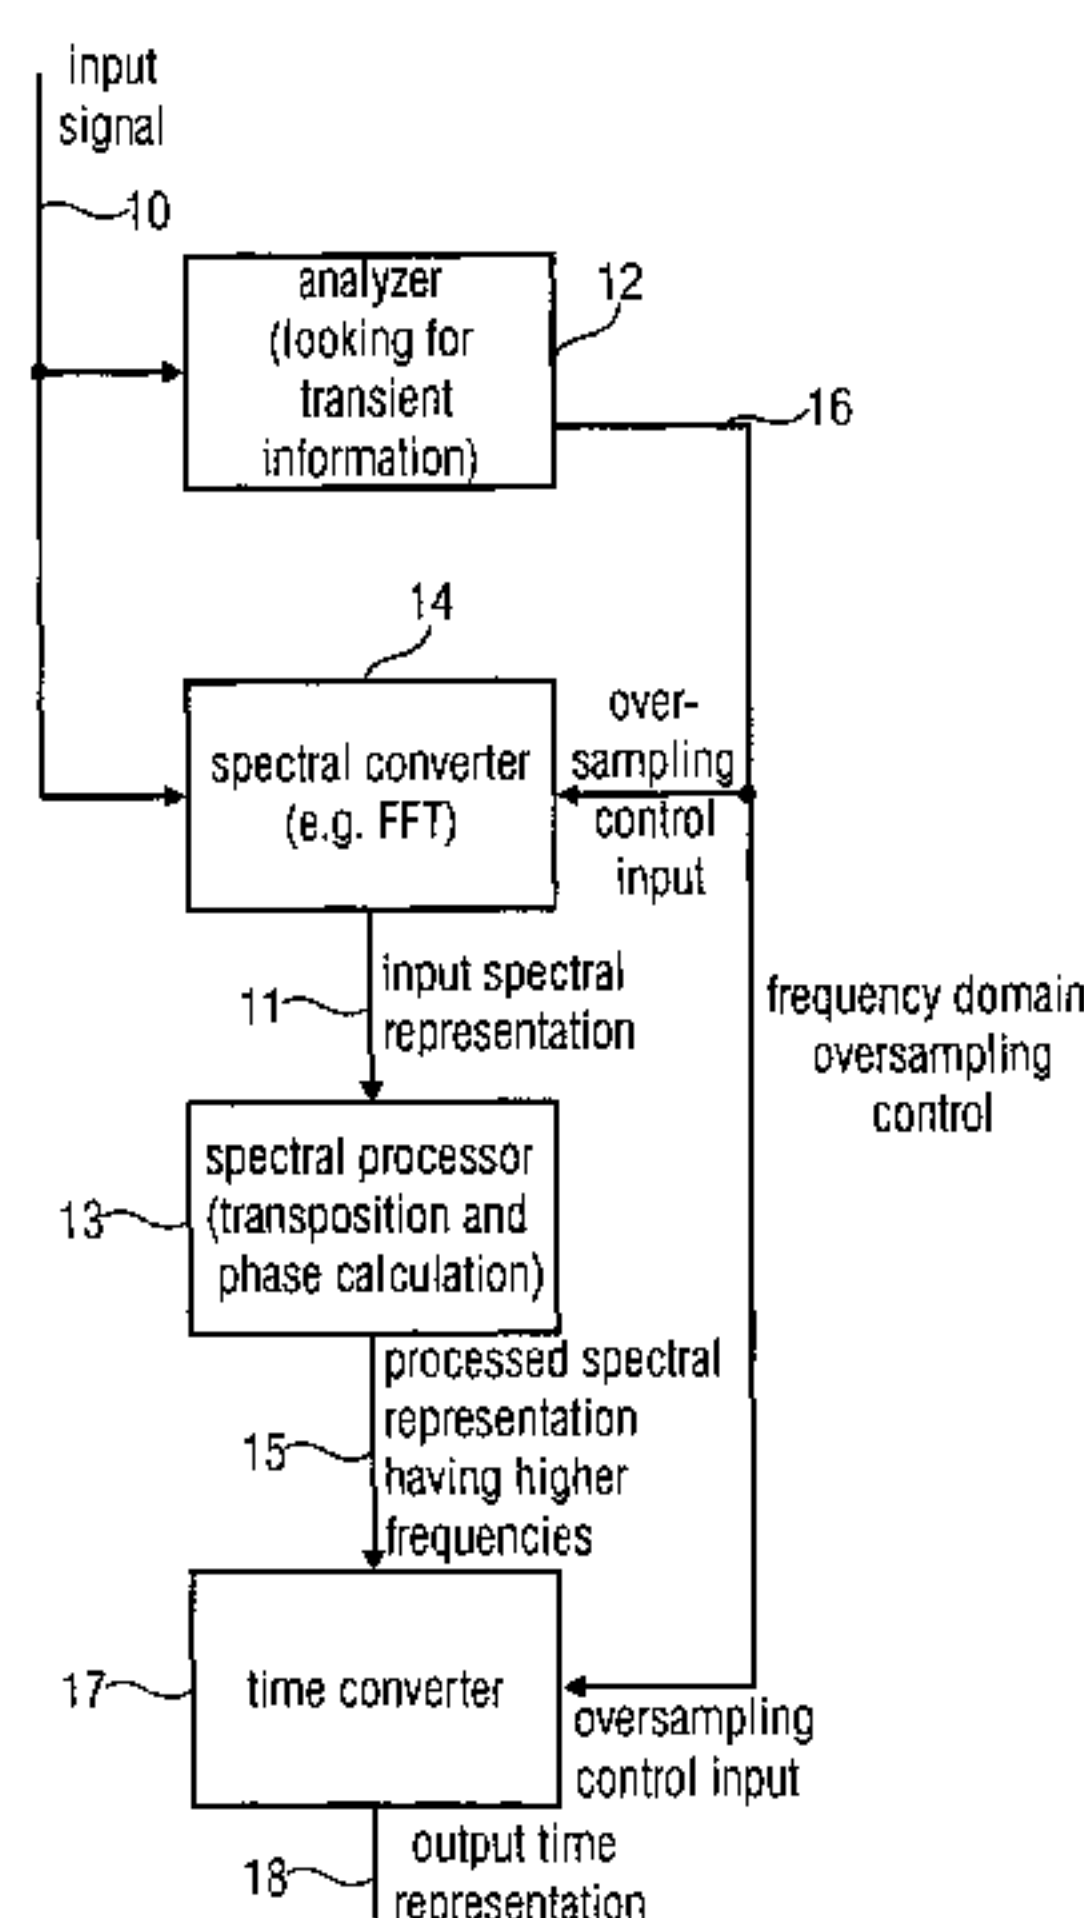 input
signal
10
analyzer
(looking for
transient
information)
12
16
14
spectral converter
(e.g. FFT)
over-
sampling
control
input
11
input spectral
representation
frequency domain
oversampling
control
spectral processor
(transposition and
phase calculation)
13
processed spectral
representation
having higher
frequencies
15
time converter
17
oversampling
control input
output time
representation
18